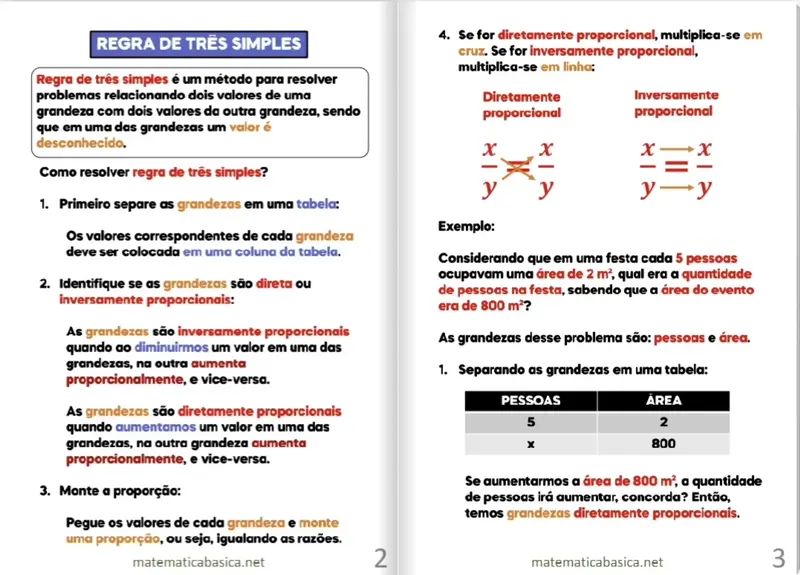 REGRA DE TRÊS SIMPLES
Regra de três simples é um método para resolver
problemas relacionando dois valores de uma
grandeza com dois valores da outra grandeza, sendo
que em uma das grandezas um valor é
desconhecido.
Como resolver regra de três simples?
1. Primeiro separe as grandezas em uma tabela:
Os valores correspondentes de cada grandeza
deve ser colocada em uma coluna da tabela.
2. Identifique se as grandezas são direta ou
inversamente proporcionais:
As grandezas são inversamente proporcionais
quando ao diminuirmos um valor em uma das
grandezas, na outra aumenta
proporcionalmente, e vice-versa.
As grandezas são diretamente proporcionais
quando aumentamos um valor em uma das
grandezas, na outra grandeza aumenta
proporcionalmente, e vice-versa.
3. Monte a proporção:
Pegue os valores de cada grandeza e monte
uma proporção, ou seja, igualando as razões.
matematicabasica.net 2
4. Se for diretamente proporcional, multiplica-se em
cruz. Se for inversamente proporcional,
multiplica-se em linha:
Diretamente
proporcional
x = x
y y
Inversamente
proporcional
x = x
y y
Exemplo:
Considerando que em uma festa cada 5 pessoas
ocupavam uma área de 2 m², qual era a quantidade
de pessoas na festa, sabendo que a área do evento
era de 800 m²?
As grandezas desse problema são: pessoas e área.
1. Separando as grandezas em uma tabela:
PESSOAS ÁREA
5 2
x 800
Se aumentarmos a área de 800 m², a quantidade
de pessoas irá aumentar, concorda? Então,
temos grandezas diretamente proporcionais.
matematicabasica.net 3